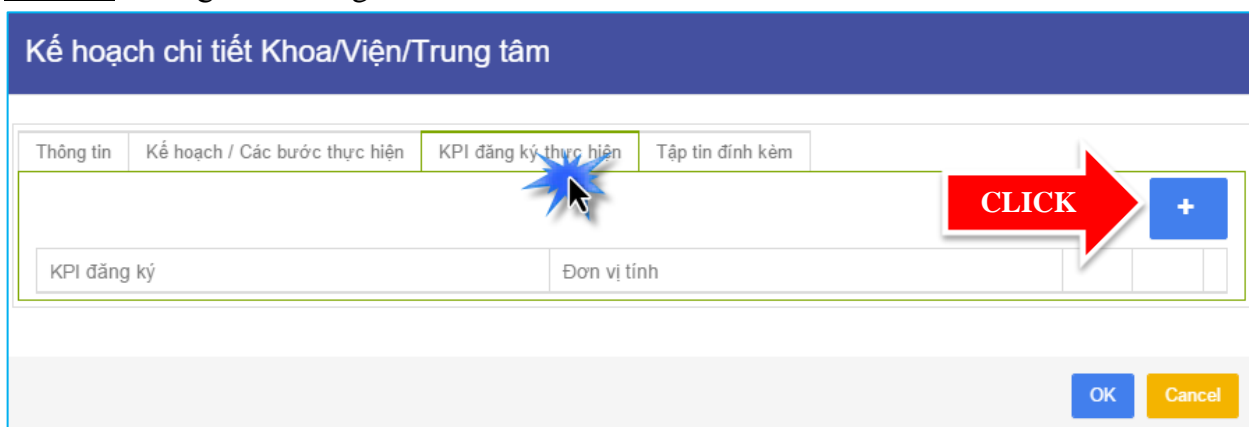 Kế hoạch chi tiết Khoa/Viện/Trung tâm
Thông tin Kế hoạch / Các bước thực hiện KPI đăng ký thực hiện Tập tin đính kèm
CLICK +
KPI đăng ký Đơn vị tính
OK Cancel